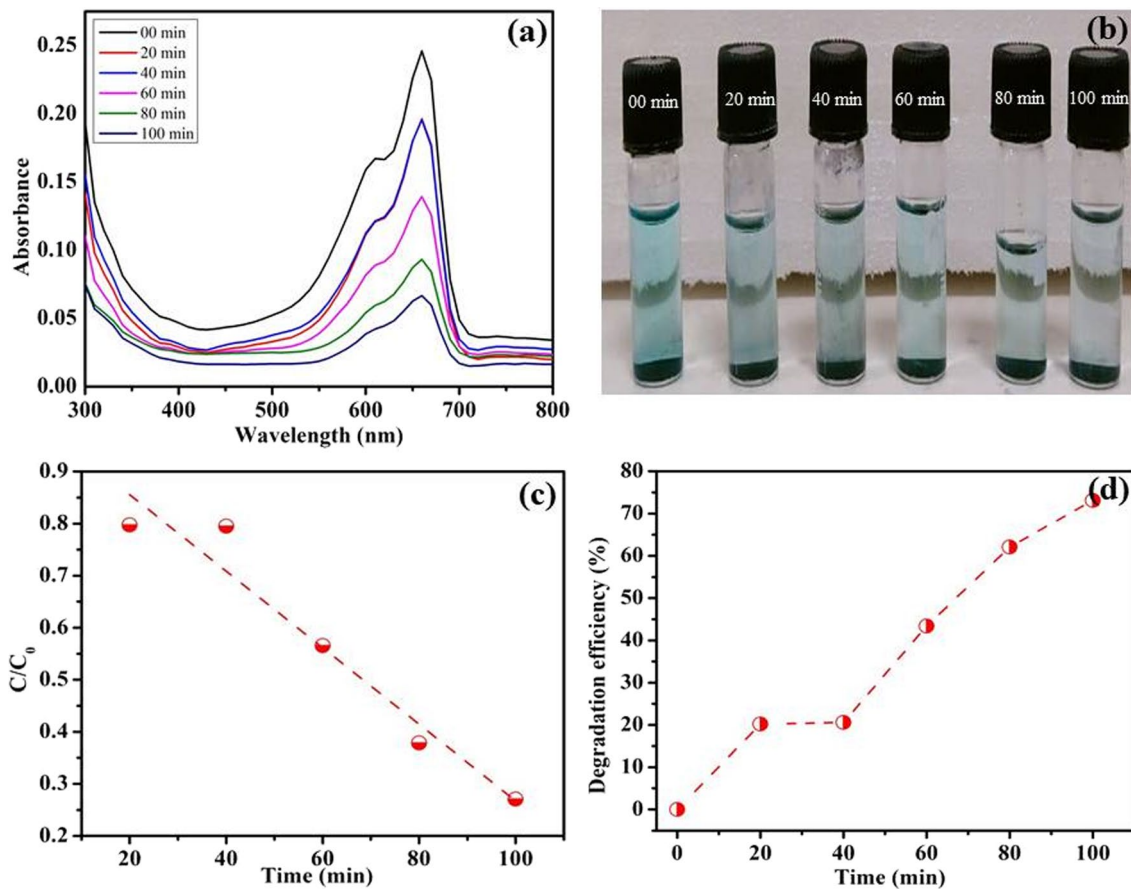 (a)
00 min
20 min
40 min
60 min
80 min
100 min
0.25
0.20
0.15
0.10
0.05
0.00
Absorbance
300 400 500 600 700 800
Wavelength (nm)
(b)
00 min 20 min 40 min 60 min 80 min 100 min
(c)
0.9
0.8
0.7
0.6
0.5
0.4
0.3
0.2
C/C₀
20 40 60 80 100
Time (min)
(d)
80
70
60
50
40
30
20
10
0
Degradation efficiency (%)
0 20 40 60 80 100
Time (min)